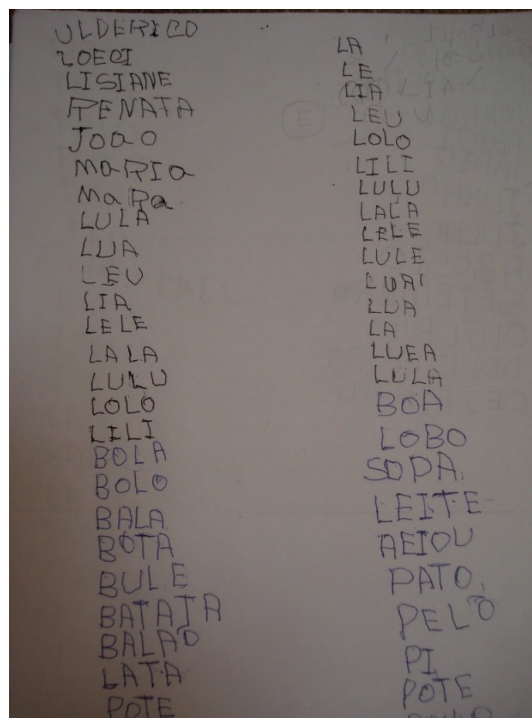 ULDERICO
LISIANE
RENATA
JOAO
MARIA
MARA
LULA
LUA
LEU
LIA
LELE
LALA
LULU
LOLO
LILI
BOLA
BOLO
BALA
BOTA
BULE
BATATA
BALAO
LATA
POTE
LA
LE
LIA
LEU
LOLO
LILI
LULU
LALA
LELE
LULE
LUAI
LUA
LA
LUEA
LULA
BOA
LOBO
SOPA
LEITE
AEIOU
PATO
PELO
PI
POTE